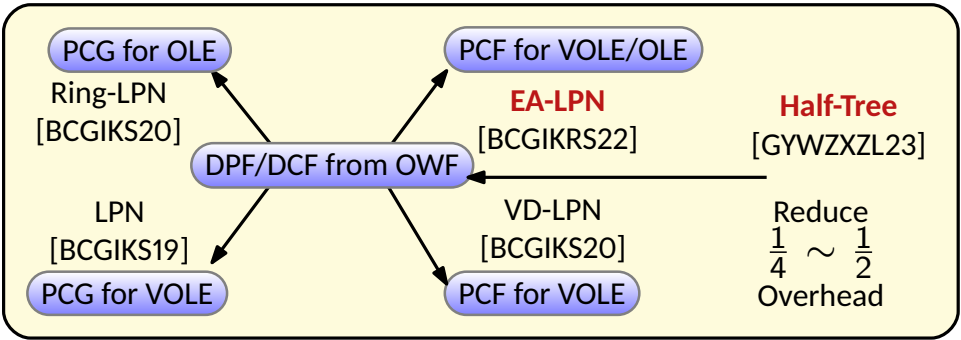 PCG for OLE
PCF for VOLE/OLE
Ring-LPN
[BCGIKS20]
EA-LPN
[BCGIKRS22]
Half-Tree
[GYWZXZL23]
DPF/DCF from OWF
LPN
[BCGIKS19]
VD-LPN
[BCGIKS20]
Reduce
1/4 ∼ 1/2
Overhead
PCG for VOLE
PCF for VOLE